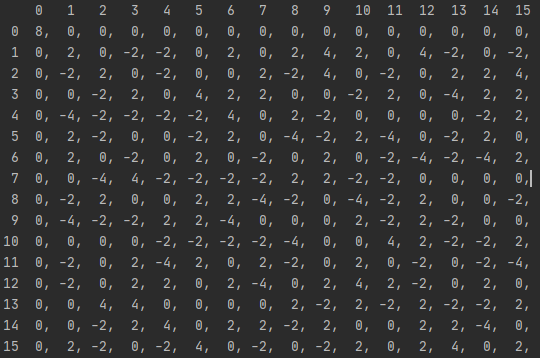 0 1 2 3 4 5 6 7 8 9 10 11 12 13 14 15
0 8, 0, 0, 0, 0, 0, 0, 0, 0, 0, 0, 0, 0, 0, 0, 0,
1 0, 2, 0, -2, -2, 0, 2, 0, 2, 4, 2, 0, 4, -2, 0, -2,
2 0, -2, 2, 0, -2, 0, 0, 2, -2, 4, 0, -2, 0, 2, 2, 4,
3 0, 0, -2, 2, 0, 4, 2, 2, 0, 0, -2, 2, 0, -4, 2, 2,
4 0, -4, -2, -2, -2, -2, 4, 0, 2, -2, 0, 0, 0, 0, -2, 2,
5 0, 2, -2, 0, 0, -2, 2, 0, -4, -2, 2, -4, 0, -2, 2, 0,
6 0, 2, 0, -2, 0, 2, 0, -2, 0, 2, 0, -2, -4, -2, -4, 2,
7 0, 0, -4, 4, -2, -2, -2, -2, 2, 2, -2, -2, 0, 0, 0, 0,
8 0, -2, 2, 0, 0, 2, 2, -4, -2, 0, -4, -2, 2, 0, 0, -2,
9 0, -4, -2, -2, 2, 2, -4, 0, 0, 0, 2, -2, 2, -2, 0, 0,
10 0, 0, 0, 0, -2, -2, -2, -2, -4, 0, 0, 4, 2, -2, -2, 2,
11 0, -2, 0, 2, -4, 2, 0, 2, -2, 0, 2, 0, -2, 0, -2, -4,
12 0, -2, 0, 2, 2, 0, 2, -4, 0, 2, 4, 2, -2, 0, 2, 0,
13 0, 0, 4, 4, 0, 0, 0, 0, 2, -2, 2, -2, 2, -2, 2, 2,
14 0, 0, -2, 2, 4, 0, 2, 2, -2, 2, 0, 0, 2, 2, -4, 0,
15 0, 2, -2, 0, -2, 4, 0, -2, 0, -2, 2, 0, 2, 4, 0, 2,